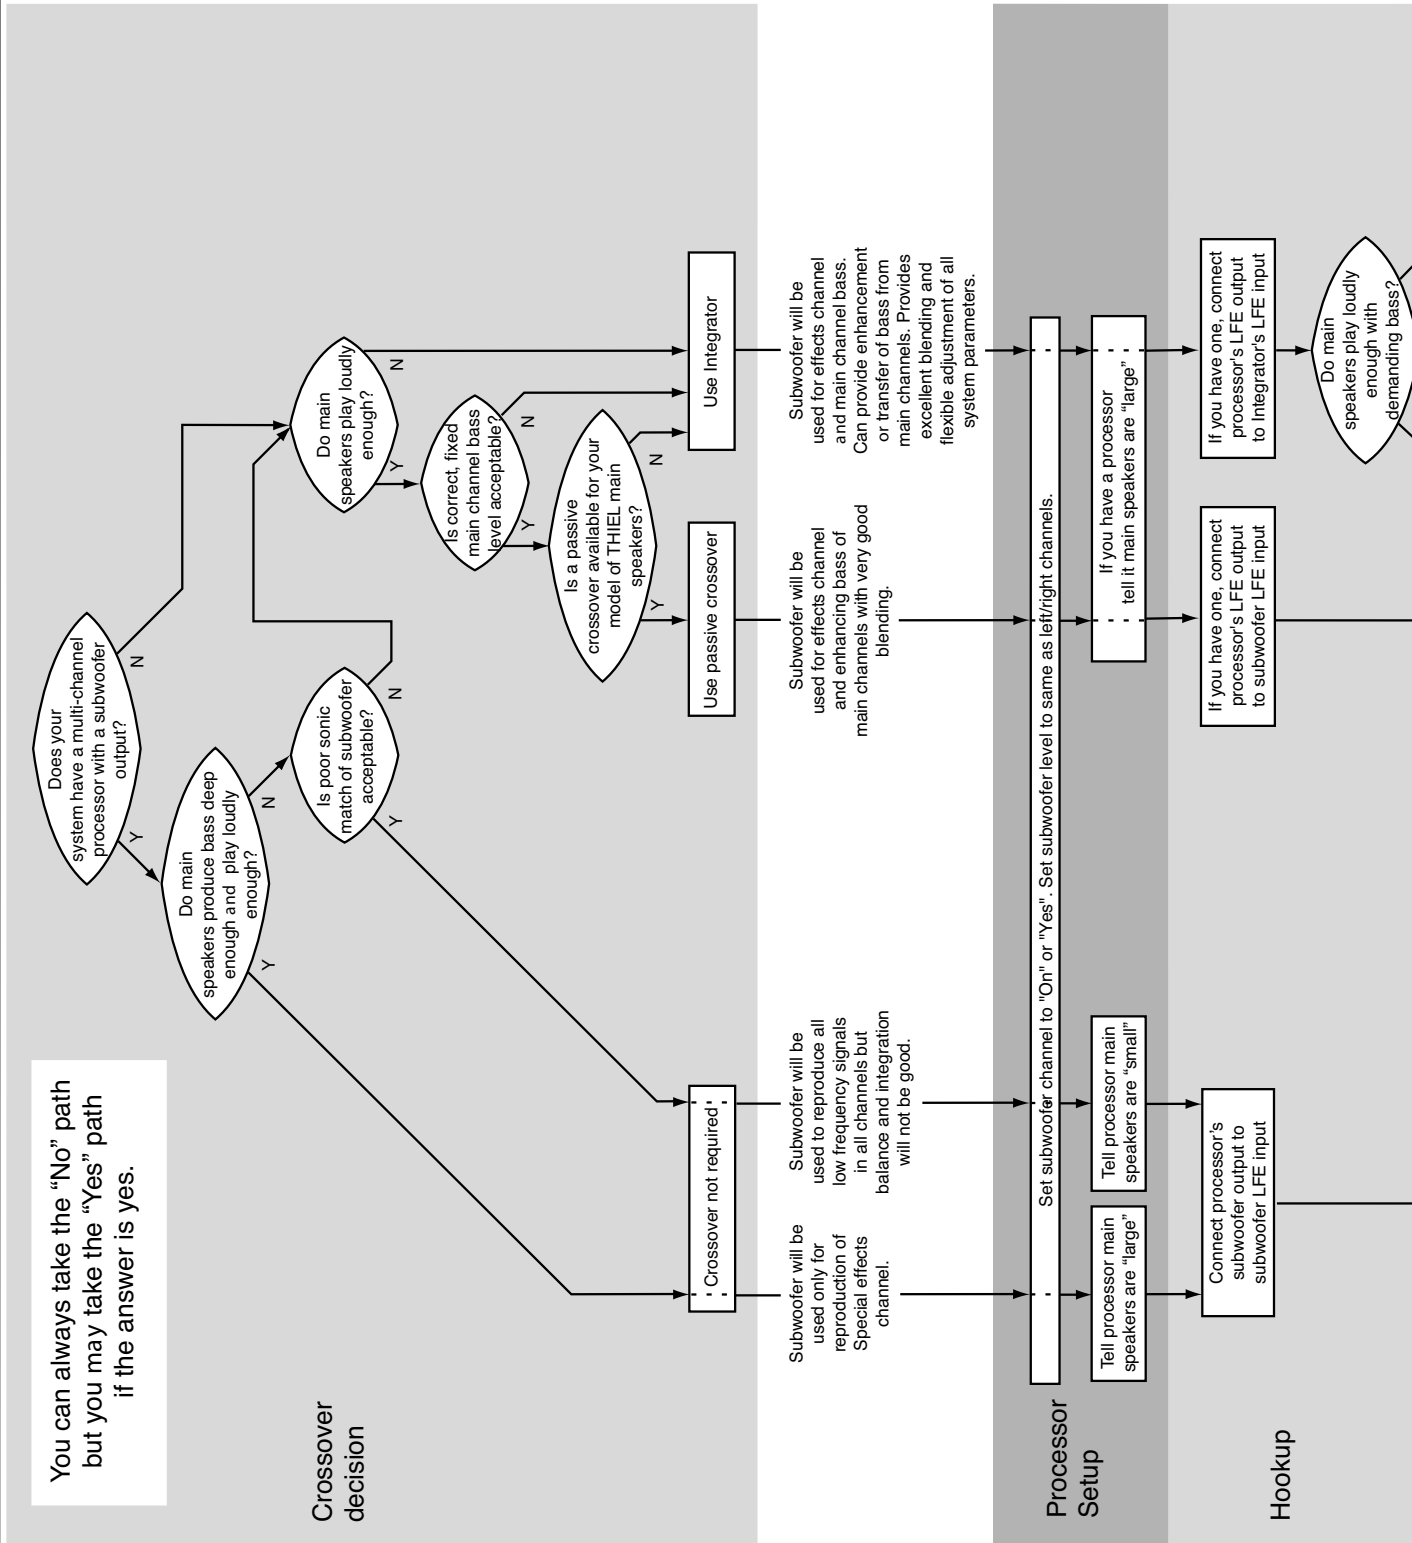 You can always take the “No” path
but you may take the “Yes” path
if the answer is yes.
Crossover
decision
Does your
system have a multi-channel
processor with a subwoofer
output?
Y
N
Do main
speakers produce bass deep
enough and play loudly
enough?
Y
N
Is poor sonic
match of subwoofer
acceptable?
Y
N
Do main
speakers play loudly
enough?
Y
N
Is correct, fixed
main channel bass
level acceptable?
Y
N
Is a passive
crossover available for your
model of THIEL main
speakers?
Y
N
Crossover not required
Use passive crossover
Use Integrator
Subwoofer will be
used only for
reproduction of
Special effects
channel.
Subwoofer will be
used to reproduce all
low frequency signals
in all channels but
balance and integration
will not be good.
Subwoofer will be
used for effects channel
and enhancing bass of
main channels with very good
blending.
Subwoofer will be
used for effects channel
and main channel bass.
Can provide enhancement
or transfer of bass from
main channels. Provides
excellent blending and
flexible adjustment of all
system parameters.
Processor
Setup
Set subwoofer channel to "On" or "Yes". Set subwoofer level to same as left/right channels.
Tell processor main
speakers are “large”
Tell processor main
speakers are “small”
If you have a processor
tell it main speakers are “large”
Hookup
Connect processor’s
subwoofer output to
subwoofer LFE input
If you have one, connect
processor's LFE output
to subwoofer LFE input
If you have one, connect
processor's LFE output
to Integrator's LFE input
Do main
speakers play loudly
enough with
demanding bass?